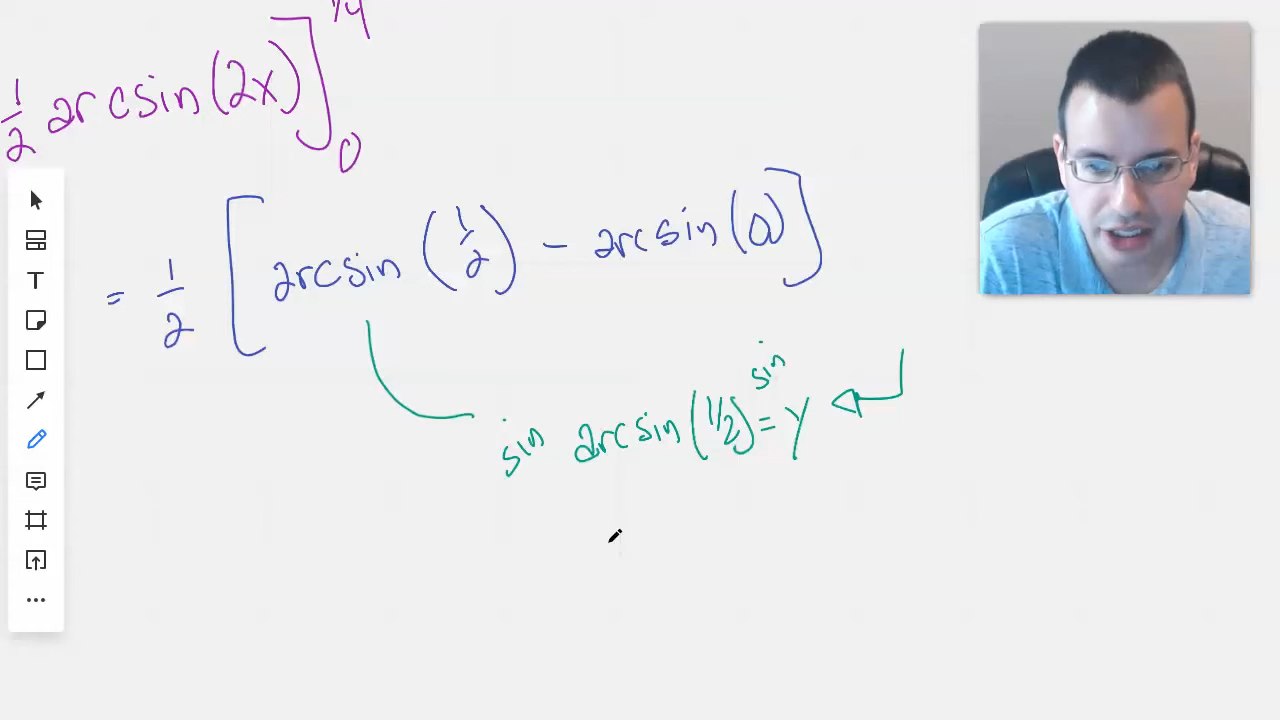 1/2 arcsin(2x)]₀^1/4
= 1/2 [arcsin(1/2) - arcsin(0)]
sin arcsin(1/2) = sin y
T